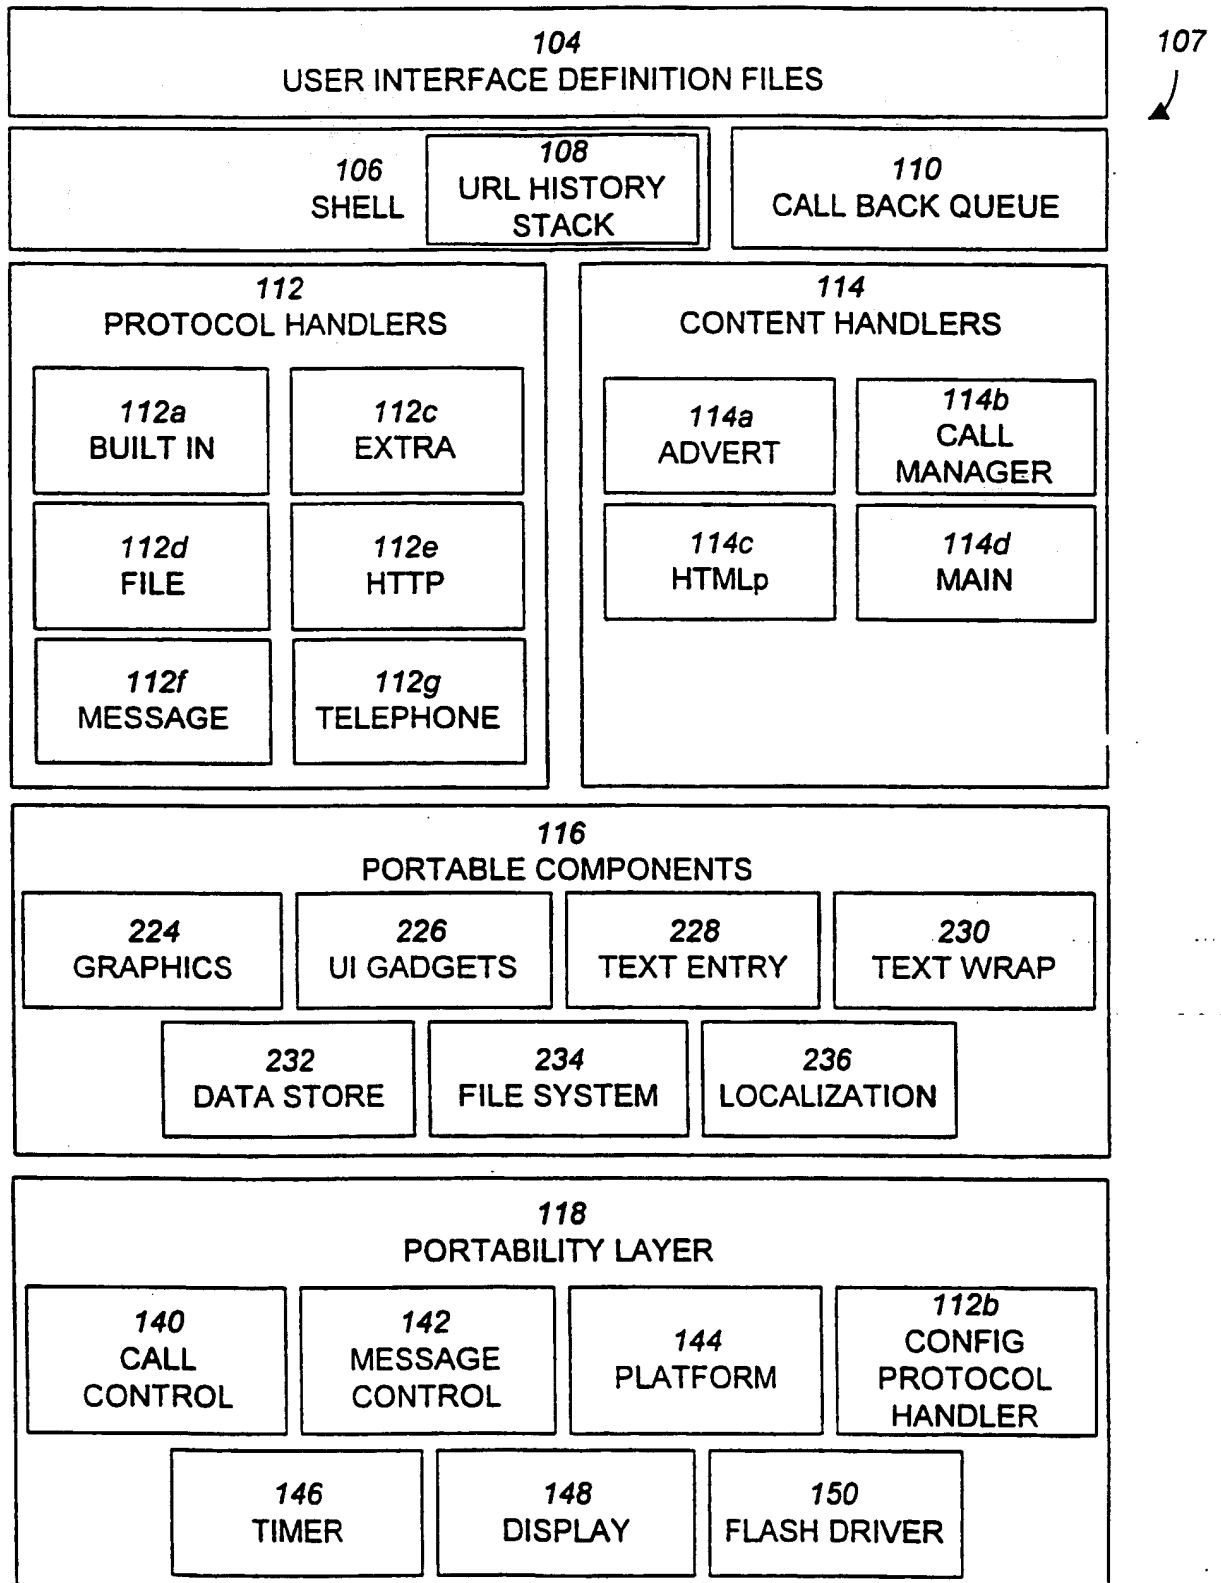 104
USER INTERFACE DEFINITION FILES
107
106
SHELL
108
URL HISTORY
STACK
110
CALL BACK QUEUE
112
PROTOCOL HANDLERS
112a
BUILT IN
112c
EXTRA
112d
FILE
112e
HTTP
112f
MESSAGE
112g
TELEPHONE
114
CONTENT HANDLERS
114a
ADVERT
114b
CALL
MANAGER
114c
HTMLp
114d
MAIN
116
PORTABLE COMPONENTS
224
GRAPHICS
226
UI GADGETS
228
TEXT ENTRY
230
TEXT WRAP
232
DATA STORE
234
FILE SYSTEM
236
LOCALIZATION
118
PORTABILITY LAYER
140
CALL
CONTROL
142
MESSAGE
CONTROL
144
PLATFORM
112b
CONFIG
PROTOCOL
HANDLER
146
TIMER
148
DISPLAY
150
FLASH DRIVER